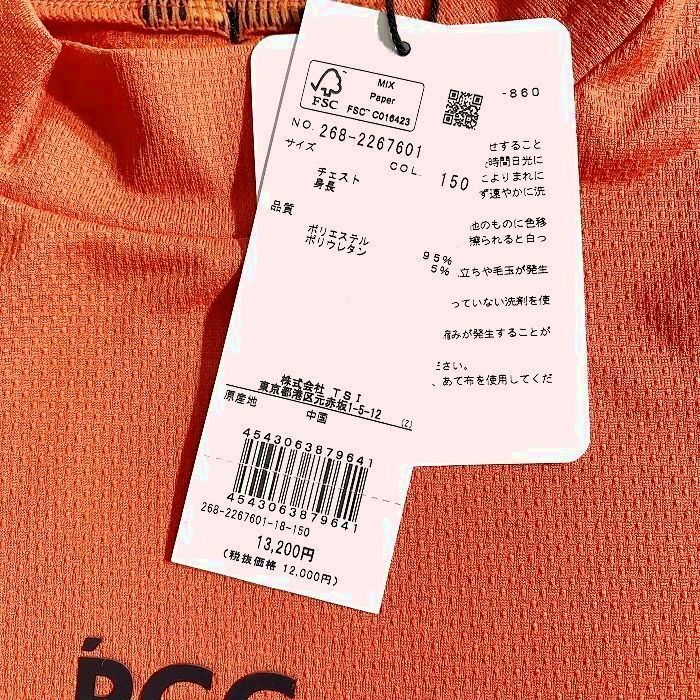 FSC
MIX
Paper
FSC™ C016423
NO. 268-2267601
サイズ
COL
チェスト
身長
150
品質
ポリエステル 95%
ポリウレタン 5%
株式会社 TSI
東京都港区元赤坂1-5-12
原産地
中国
(2)
4543063879641
4543063879641
268-2267601-18-150
13,200円
(税抜価格 12,000円)
-860
せすること
時間日光に
によりまれに
ず速やかに洗
他のものに色移
擦られると白っ
立ちや毛玉が発生
っていない洗剤を使
みが発生することが
さい。
、あて布を使用してくだ
PGG